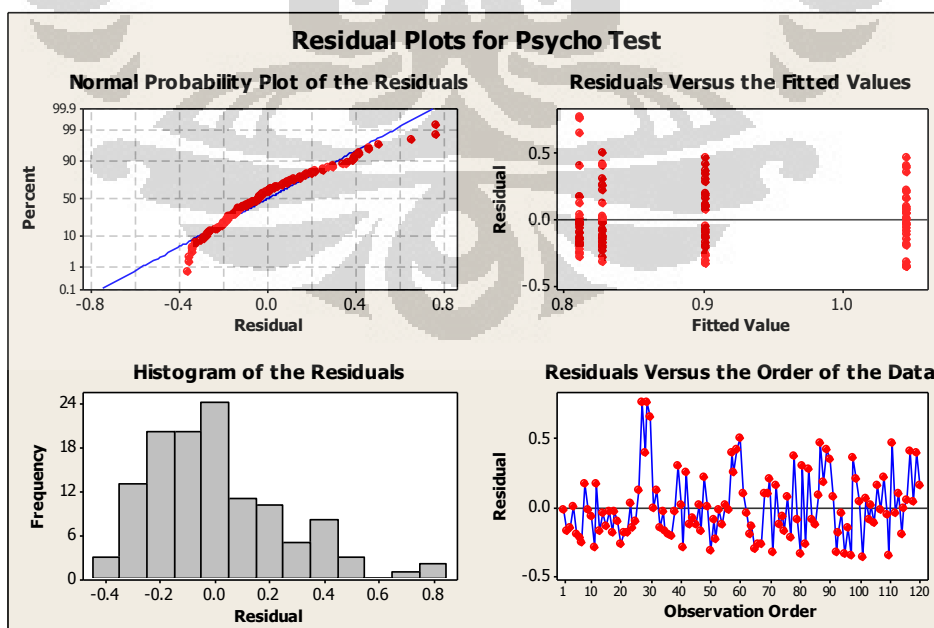 Residual Plots for Psycho Test
Normal Probability Plot of the Residuals
99.9
99
90
50
10
1
0.1
Percent
-0.8 -0.4 0.0 0.4 0.8
Residual
Residuals Versus the Fitted Values
0.5
0.0
-0.5
Residual
0.8 0.9 1.0
Fitted Value
Histogram of the Residuals
24
18
12
6
0
Frequency
-0.4 -0.2 0.0 0.2 0.4 0.6 0.8
Residual
Residuals Versus the Order of the Data
0.5
0.0
-0.5
Residual
1 10 20 30 40 50 60 70 80 90 100 110 120
Observation Order